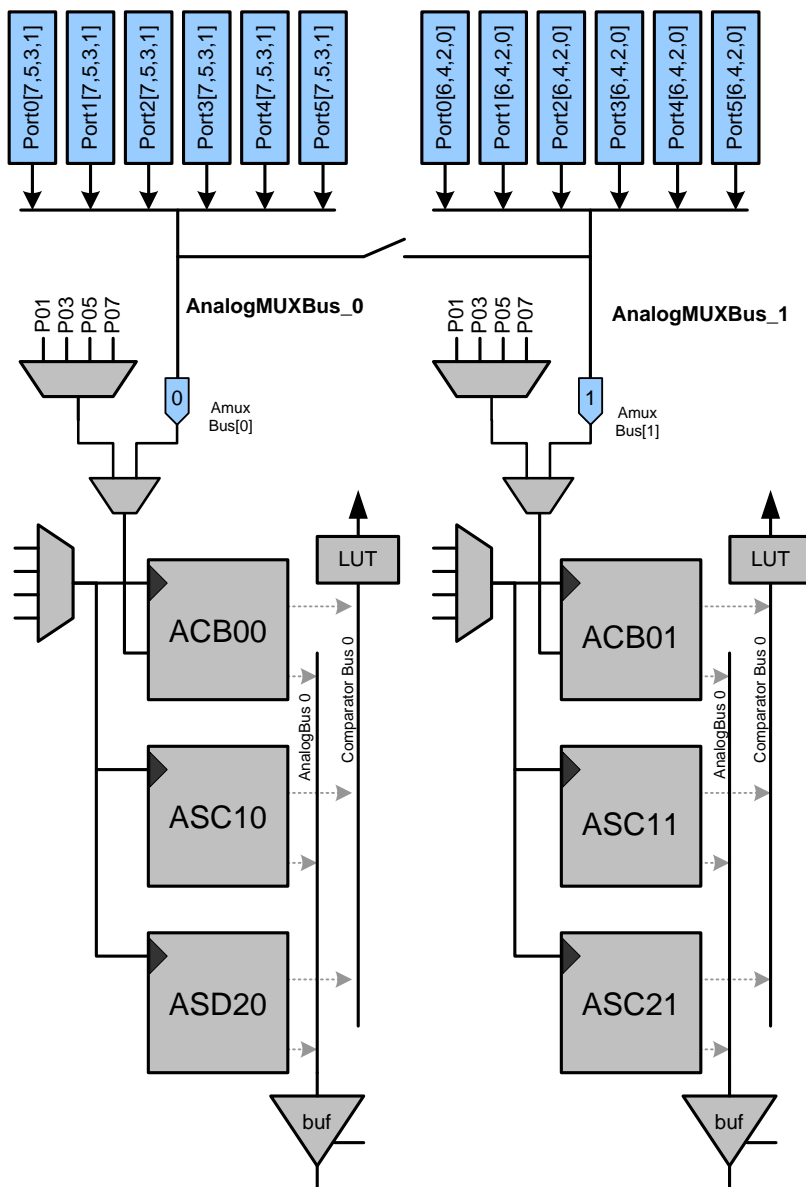 Port0[7,5,3,1]
Port1[7,5,3,1]
Port2[7,5,3,1]
Port3[7,5,3,1]
Port4[7,5,3,1]
Port5[7,5,3,1]
Port0[6,4,2,0]
Port1[6,4,2,0]
Port2[6,4,2,0]
Port3[6,4,2,0]
Port4[6,4,2,0]
Port5[6,4,2,0]
AnalogMUXBus_0
AnalogMUXBus_1
P01
P03
P05
P07
P01
P03
P05
P07
0
Amux
Bus[0]
1
Amux
Bus[1]
LUT
LUT
ACB00
ACB01
AnalogBus 0
Comparator Bus 0
AnalogBus 0
Comparator Bus 0
ASC10
ASC11
ASD20
ASC21
buf
buf